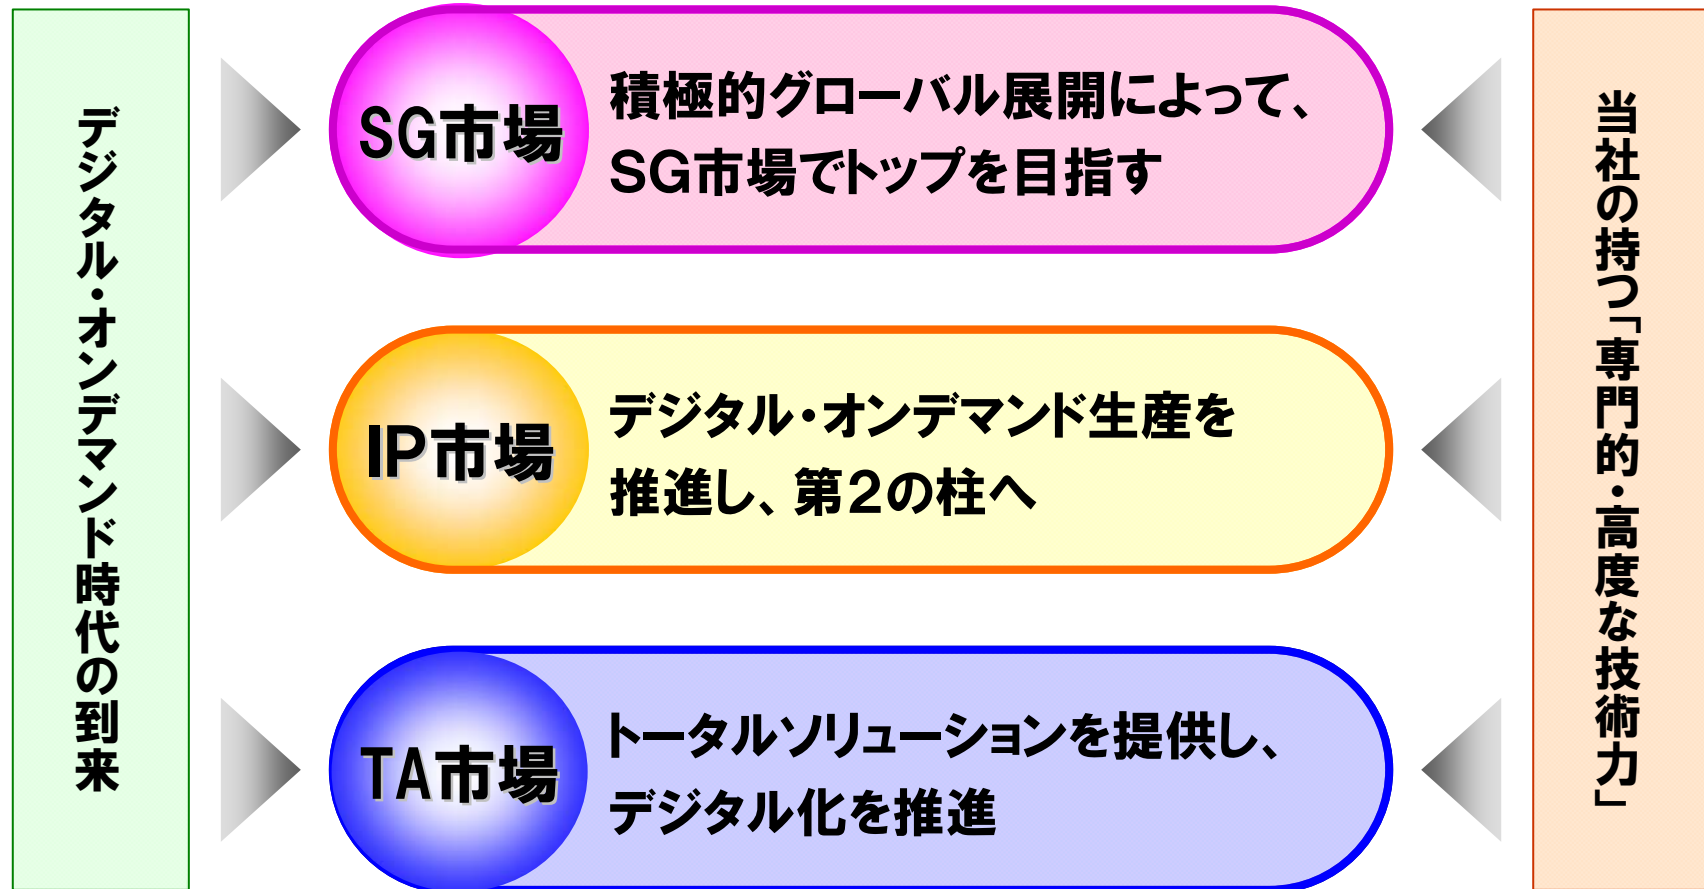 デジタル・オンデマンド時代の到来
SG市場
積極的グローバル展開によって、
SG市場でトップを目指す
IP市場
デジタル・オンデマンド生産を
推進し、第2の柱へ
TA市場
トータルソリューションを提供し、
デジタル化を推進
当社の持つ「専門的・高度な技術力」